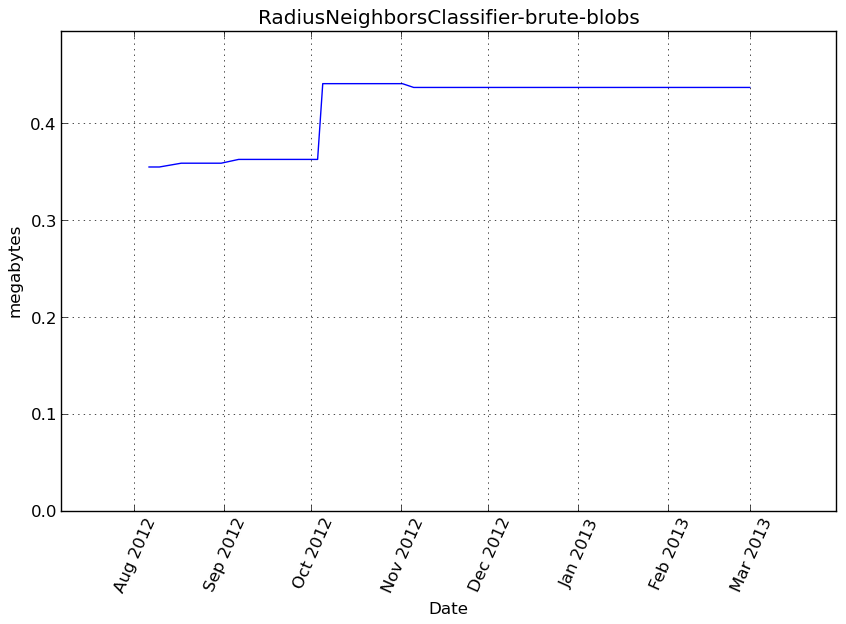 RadiusNeighborsClassifier-brute-blobs
megabytes
0.4
0.3
0.2
0.1
0.0
Aug 2012
Sep 2012
Oct 2012
Nov 2012
Dec 2012
Jan 2013
Feb 2013
Mar 2013
Date